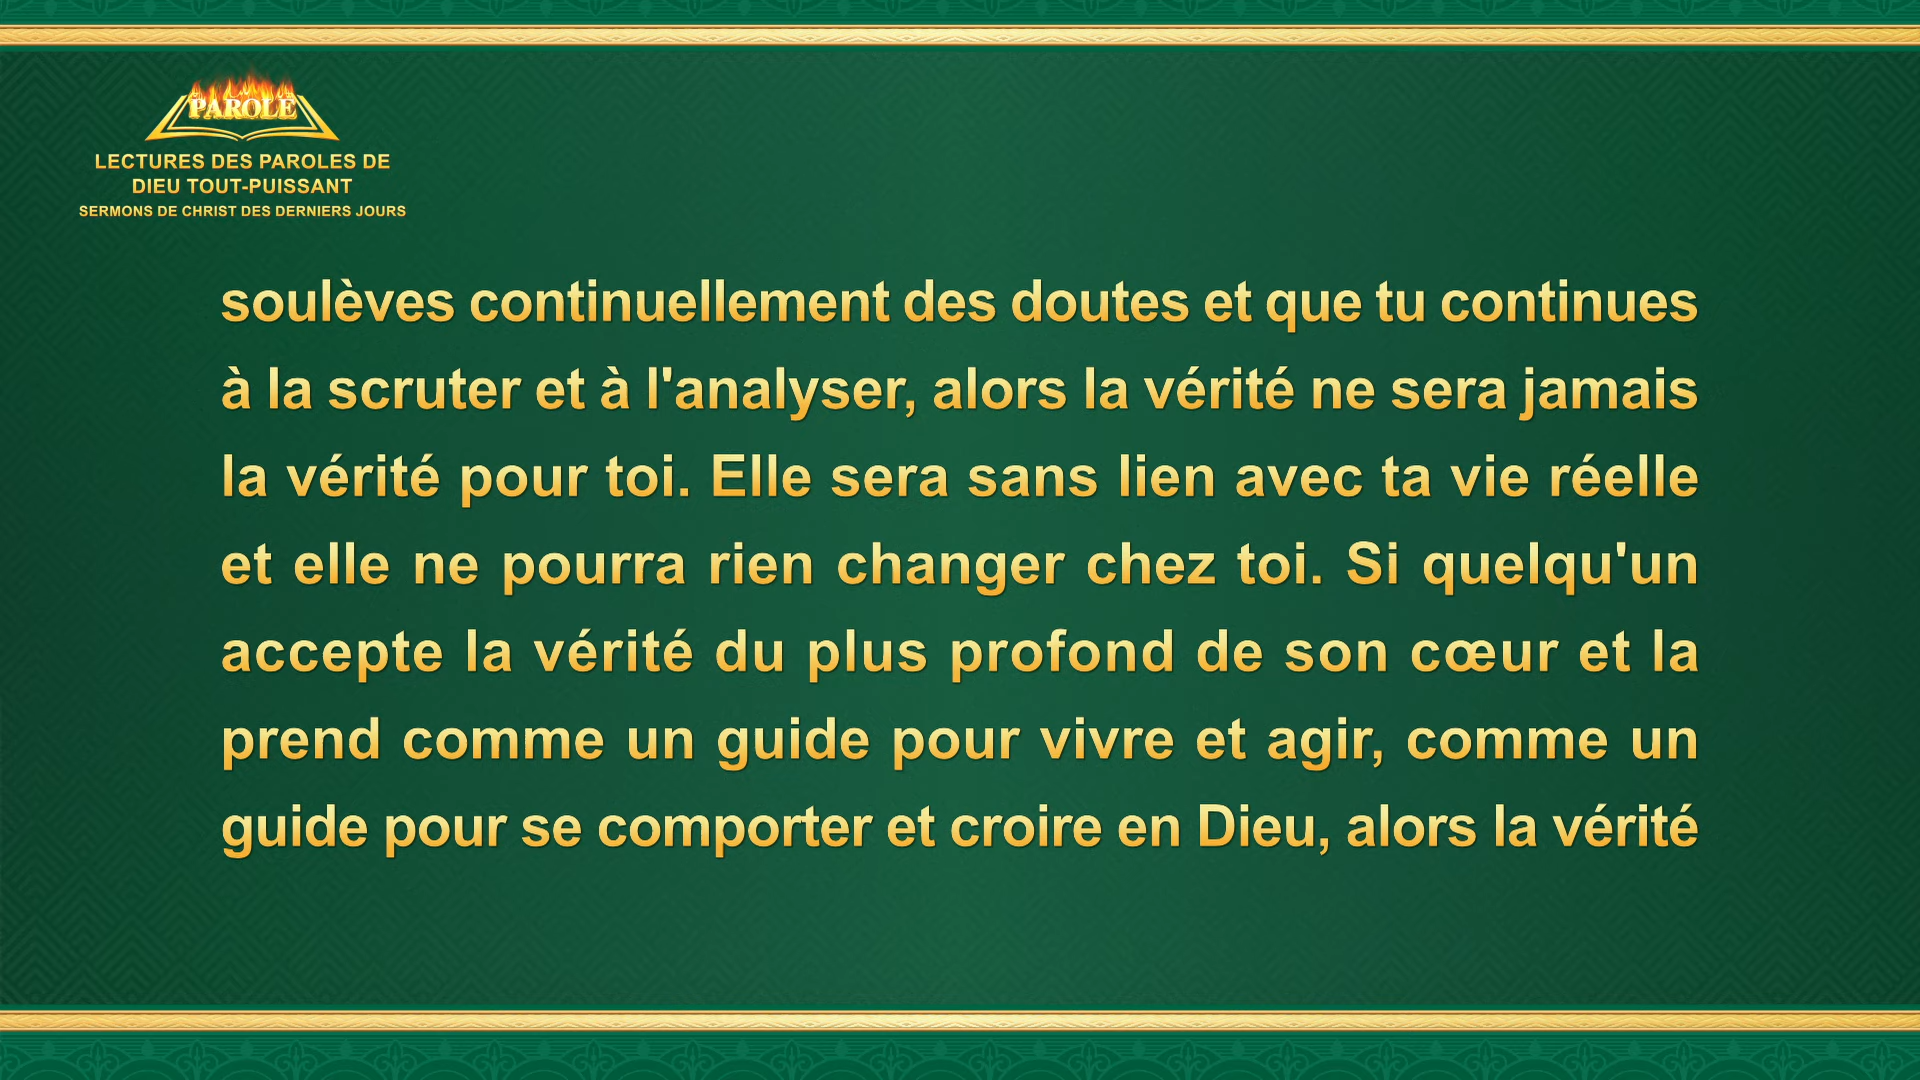 PAROLE
LECTURES DES PAROLES DE
DIEU TOUT-PUISSANT
SERMONS DE CHRIST DES DERNIERS JOURS
soulèves continuellement des doutes et que tu continues
à la scruter et à l'analyser, alors la vérité ne sera jamais
la vérité pour toi. Elle sera sans lien avec ta vie réelle
et elle ne pourra rien changer chez toi. Si quelqu'un
accepte la vérité du plus profond de son cœur et la
prend comme un guide pour vivre et agir, comme un
guide pour se comporter et croire en Dieu, alors la vérité